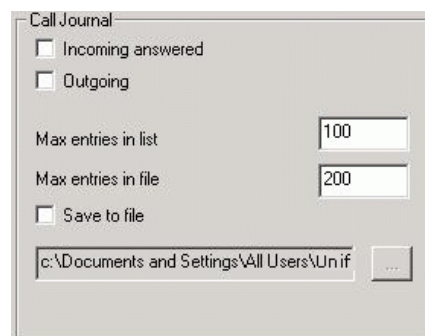 Call Journal
Incoming answered
Outgoing
Max entries in list 100
Max entries in file 200
Save to file
c:\Documents and Settings\All Users\Unif ...